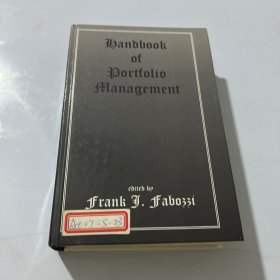 Handbook
of
Portfolio
Management
edited by
Frank J. Fabozzi